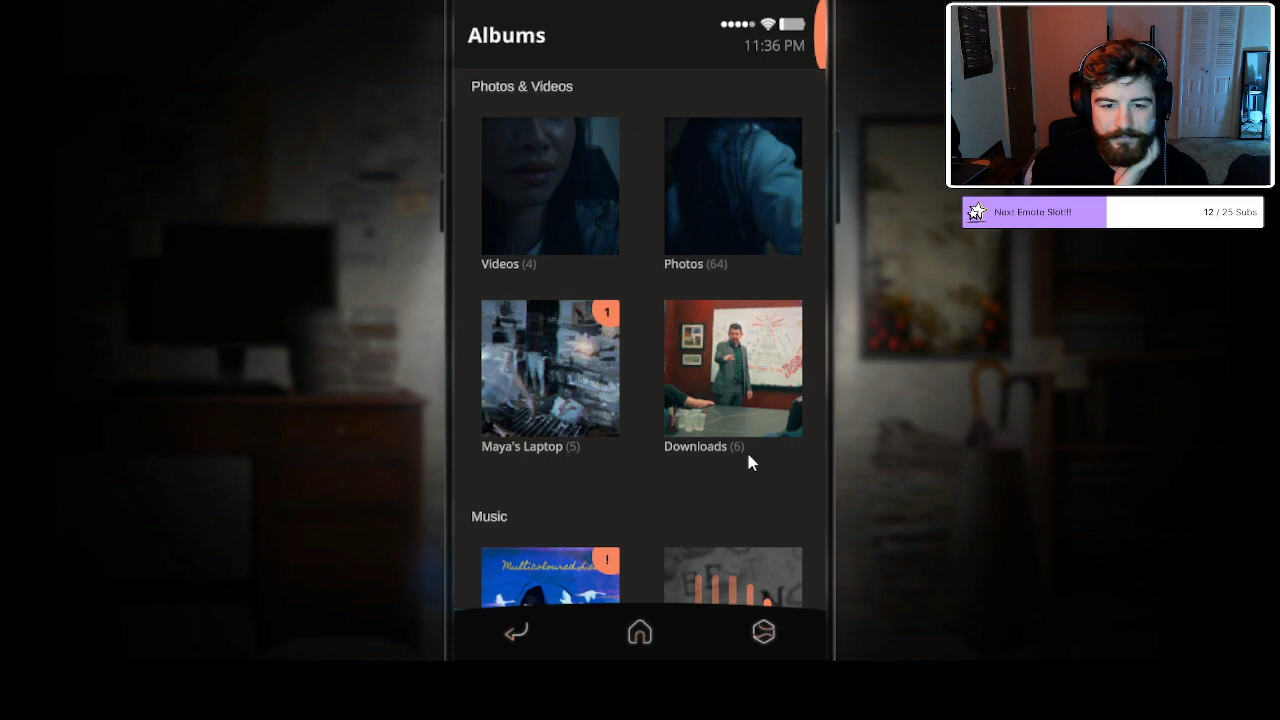 Albums
11:36 PM
Photos & Videos
Videos (4)
Photos (64)
1
Maya's Laptop (5)
Downloads (6)
Music
!
Multicoloured
Next Emote Slot!!!
12 / 25 Subs